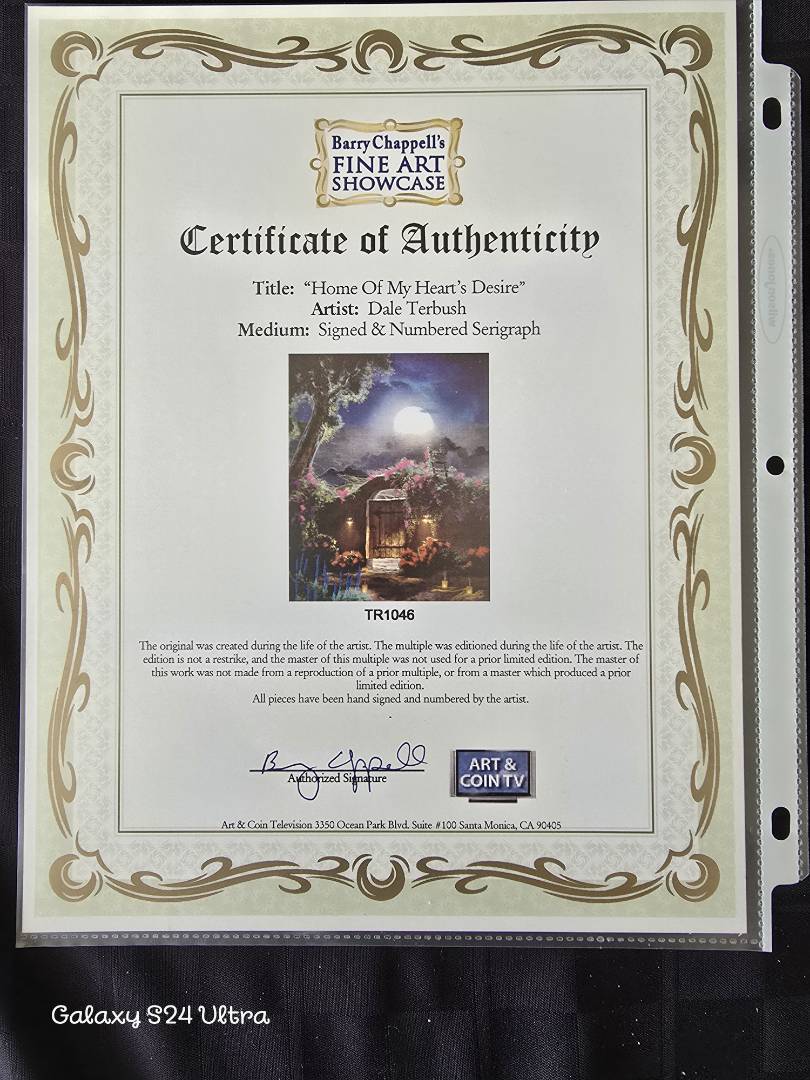 Barry Chappell's
FINE ART
SHOWCASE
Certificate of Authenticity
Title: "Home Of My Heart's Desire"
Artist: Dale Terbush
Medium: Signed & Numbered Serigraph
TR1046
The original was created during the life of the artist. The multiple was editioned during the life of the artist. The
edition is not a restrike, and the master of this multiple was not used for a prior limited edition. The master of
this work was not made from a reproduction of a prior multiple, or from a master which produced a prior
limited edition.
All pieces have been hand signed and numbered by the artist.
Authorized Signature
ART &
COIN TV
Art & Coin Television 3350 Ocean Park Blvd. Suite #100 Santa Monica, CA 90405
Galaxy S24 Ultra